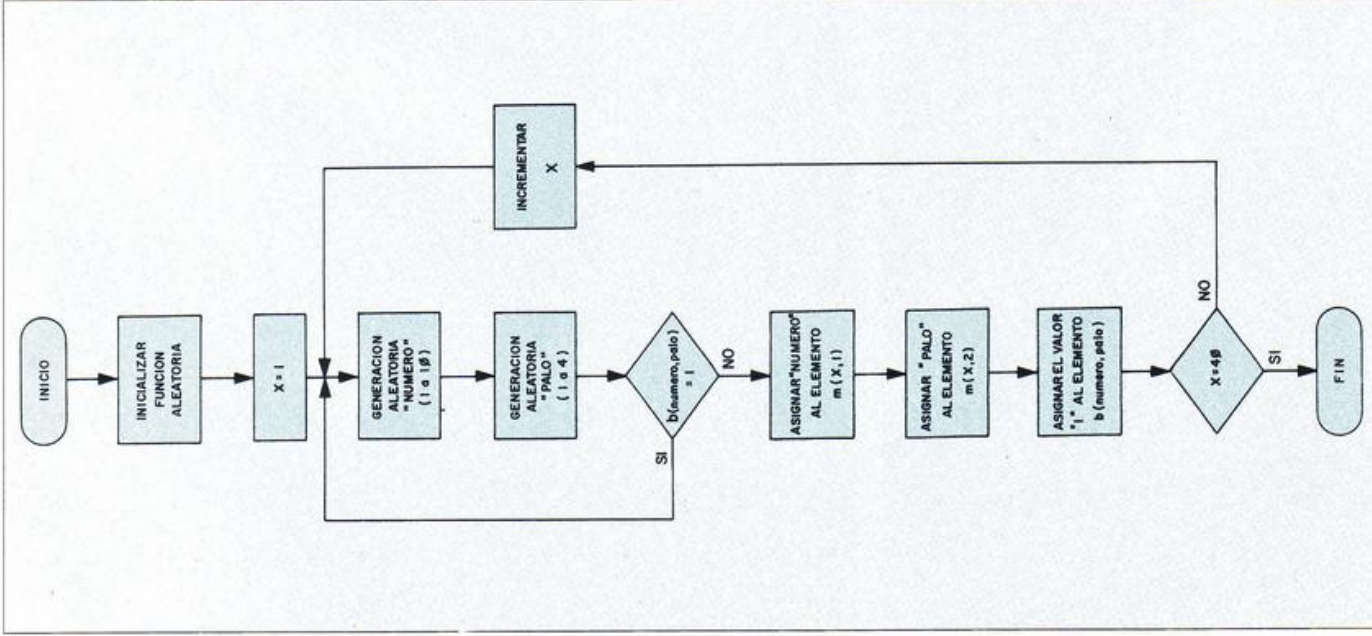 INICIO
INICIALIZAR
FUNCION
ALEATORIA
X = 1
GENERACION
ALEATORIA
"NUMERO"
( 1 a 1Ø )
GENERACION
ALEATORIA
"PALO"
( 1 a 4 )
b(numero, palo)
= 1
SI
NO
ASIGNAR "NUMERO"
AL ELEMENTO
m ( X , 1 )
ASIGNAR "PALO"
AL ELEMENTO
m ( X , 2 )
ASIGNAR EL VALOR
"1" AL ELEMENTO
b (numero, palo)
X = 4Ø
NO
SI
INCREMENTAR
X
FIN